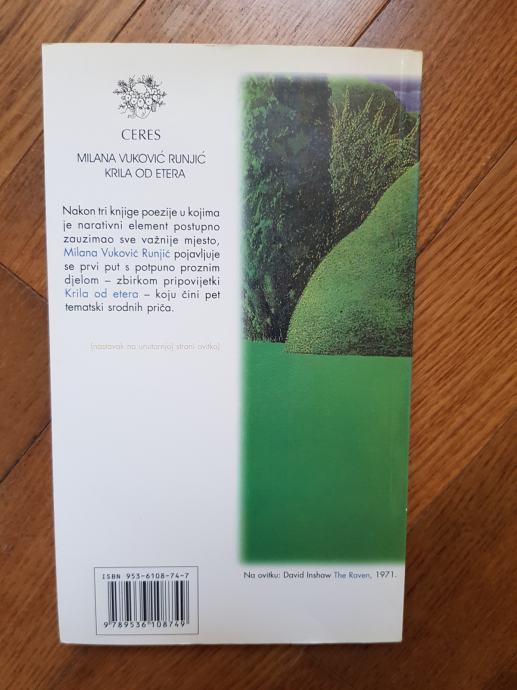 CERES
MILANA VUKOVIĆ RUNJIĆ
KRILA OD ETERA
Nakon tri knjige poezije u kojima
je narativni element postupno
zauzimao sve važnije mjesto,
Milana Vuković Runjić pojavljuje
se prvi put s potpuno proznim
djelom – zbirkom pripovijetki
Krila od etera – koju čini pet
tematski srodnih priča.
(nastavak na unutarnjoj strani ovitka)
ISBN 953-6108-74-7
9789536108749
Na ovitku: David Inshaw The Raven, 1971.